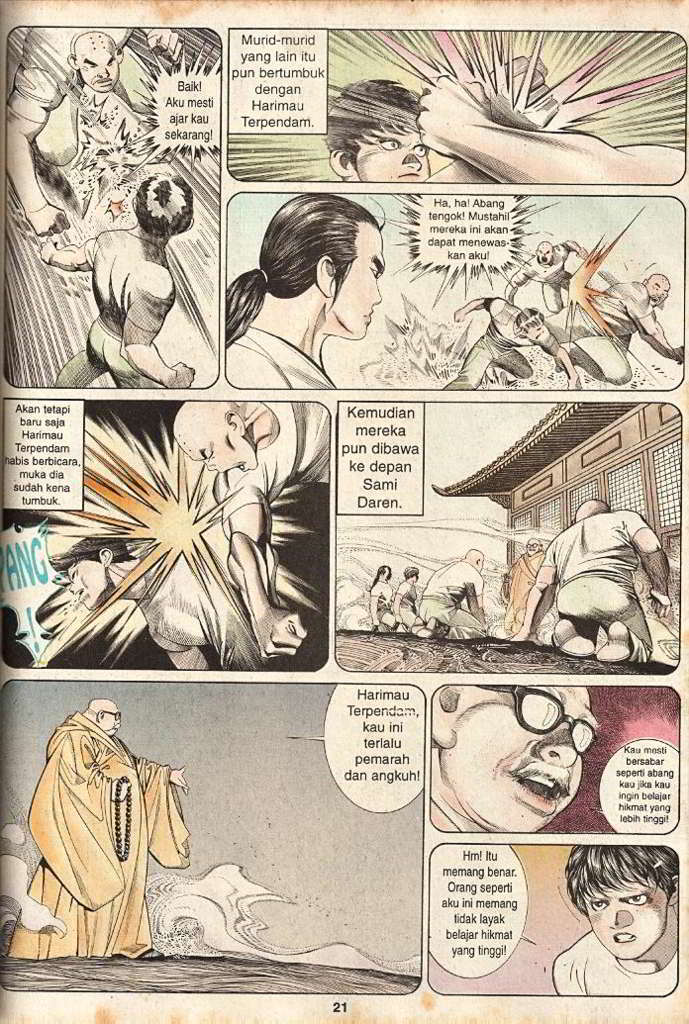 Baik!
Aku mesti
ajar kau
sekarang!
Murid-murid
yang lain itu
pun bertumbuk
dengan
Harimau
Terpendam.
Ha, ha! Abang
tengok! Mustahil
mereka ini akan
dapat menewas-
kan aku!
Akan tetapi
baru saja
Harimau
Terpendam
habis berbicara,
muka dia
sudah kena
tumbuk.
PANG
!
Kemudian
mereka
pun dibawa
ke depan
Sami
Daren.
Harimau
Terpendam,
kau ini
terlalu
pemarah
dan angkuh!
Kau mesti
bersabar
seperti abang
kau jika kau
ingin belajar
hikmat yang
lebih tinggi!
Hm! Itu
memang benar.
Orang seperti
aku ini memang
tidak layak
belajar hikmat
yang tinggi!
21